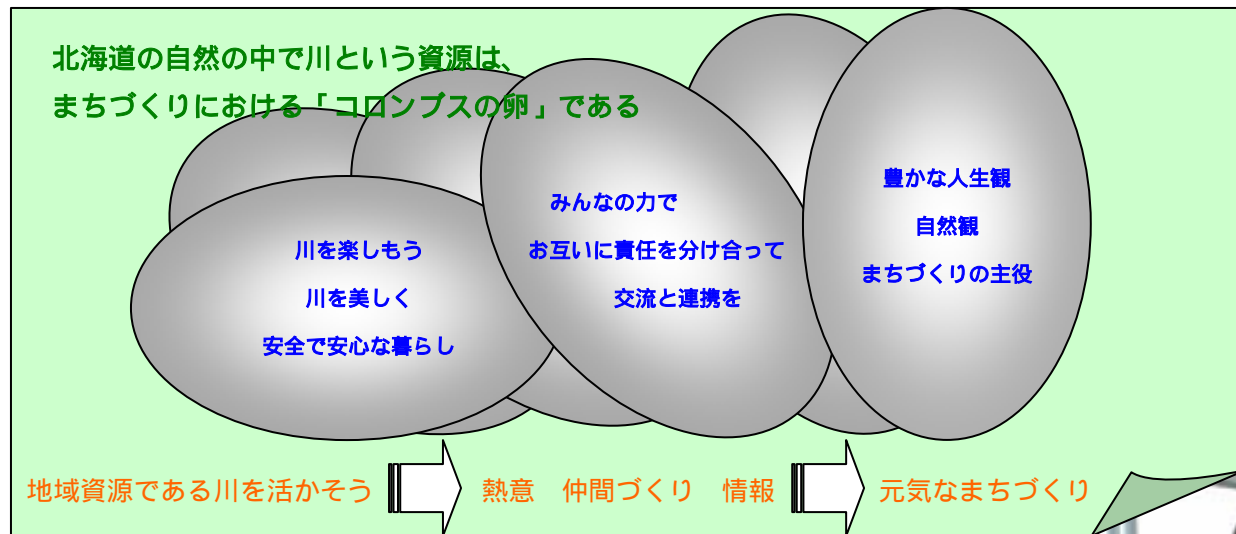 北海道の自然の中で川という資源は、
まちづくりにおける「コロンブスの卵」である
川を楽しもう
川を美しく
安全で安心な暮らし
みんなの力で
お互いに責任を分け合って
交流と連携を
豊かな人生観
自然観
まちづくりの主役
地域資源である川を活かそう
熱意　仲間づくり　情報
元気なまちづくり